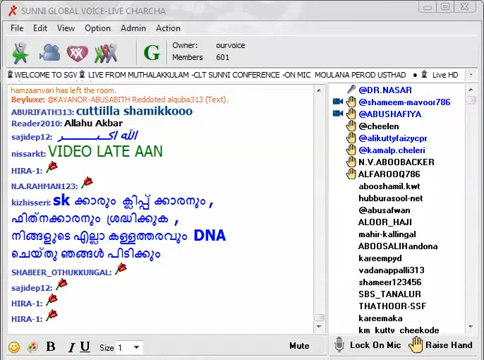 SUNNI GLOBAL VOICE-LIVE CHARCHA
File Edit View Option Admin Action
G Owner: ourvoice
Members 601
WELCOME TO SGV LIVE FROM MUTHALAKKULAM -CLT SUNNI CONFERENCE -ON MIC MOULANA PEROD USTHAD Live HD
hamzaanvari has left the room.
Beyluxe: @KAVANOR-ABUSABITH Reddoted alquba313 (Text).
ABURIFATH313: cuttiilla shamikkooo
Reader2010: Allahu Akbar
sajidep12: الله اكـــبر
nissarkt: VIDEO LATE AAN
HIRA-1:
N.A.RAHMAN123:
kizhisseri: sk ക്കാരും ക്ലിപ്പ് ക്കാരനും,
ഫിത്നക്കാരനും ശ്രദ്ധിക്കുക ,
നിങ്ങളുടെ എല്ലാ കള്ളത്തരവും DNA
ചെയ്തു ഞങ്ങൾ പിടിക്കും
SHABEER_OTHUKKUNGAL:
sajidep12:
HIRA-1:
HIRA-1:
@DR.NASAR
@shameem-mavoor786
@ABUSHAFIYA
@cheelen
@alikuttyfaizycpr
@kamalp.cheleri
N.V.ABOOBACKER
ALFAROOQ786
abooshamil.kwt
hubburasool-net
@abusafwan
ALOOR_HAJI
mahir-kallingal
ABOOSALIHandona
kareempyd
vadanappalli313
shameer123456
SBS_TANALUR
THATHOOR-SSF
kareemaka
km_kutty_cheekode
B I U Size 1 Mute Lock On Mic Raise Hand